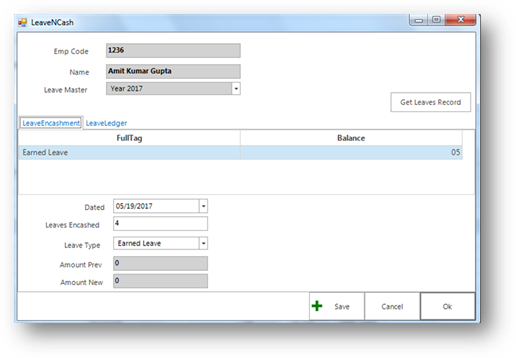 LeaveNCash
Emp Code 1236
Name Amit Kumar Gupta
Leave Master Year 2017
Get Leaves Record
LeaveEncashment LeaveLedger
FullTag Balance
Earned Leave 05
Dated 05/19/2017
Leaves Encashed 4
Leave Type Earned Leave
Amount Prev 0
Amount New 0
Save Cancel Ok